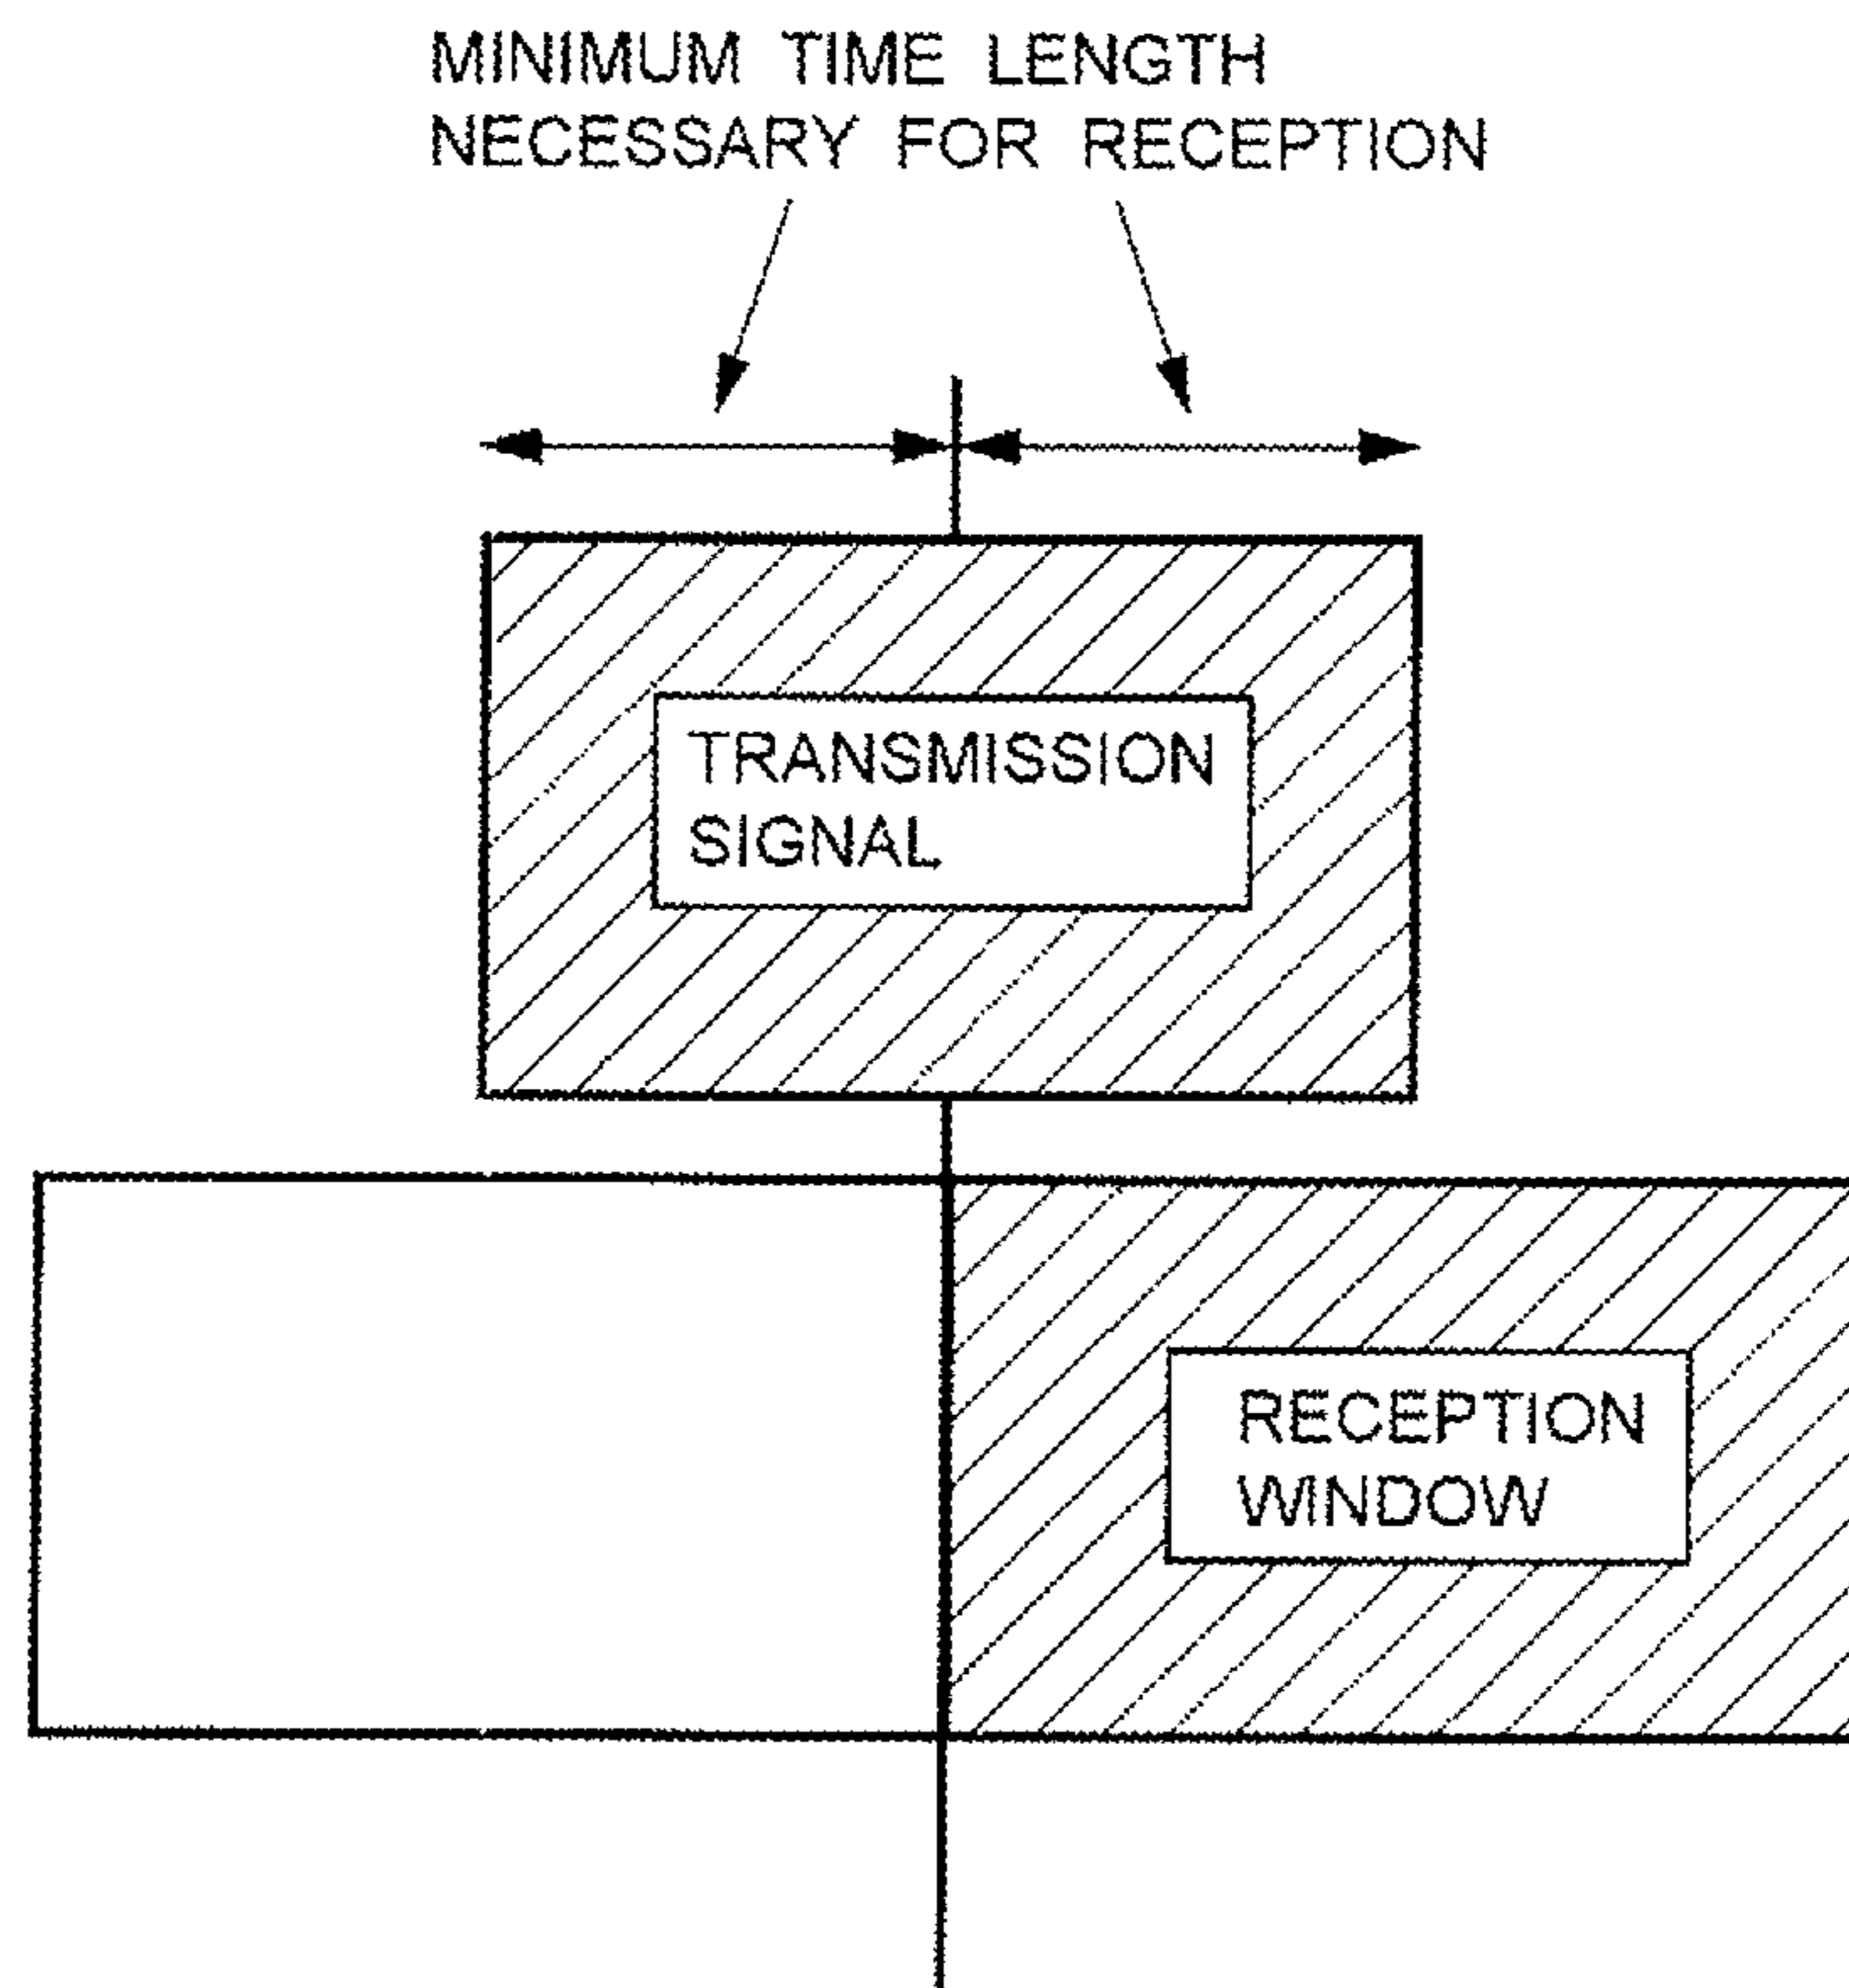 MINIMUM TIME LENGTH
NECESSARY FOR RECEPTION
TRANSMISSION
SIGNAL
RECEPTION
WINDOW